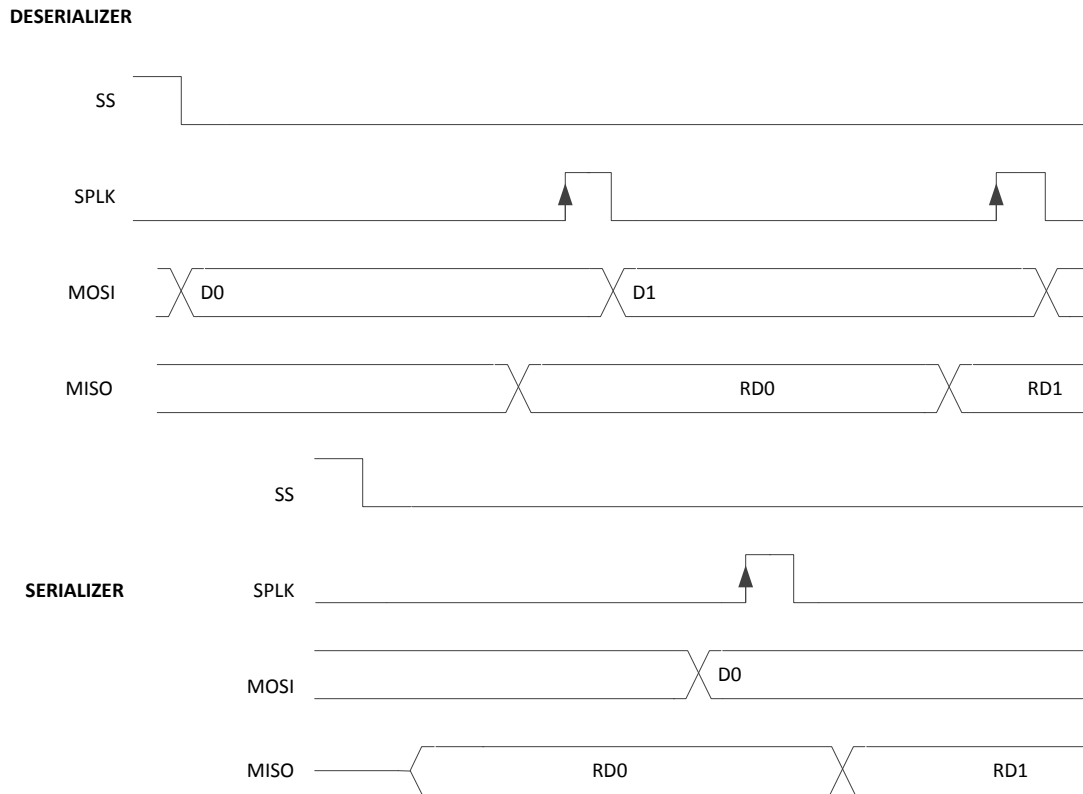 DESERIALIZER
SS
SPLK
MOSI D0 D1
MISO RD0 RD1
SS
SERIALIZER SPLK
MOSI D0
MISO RD0 RD1